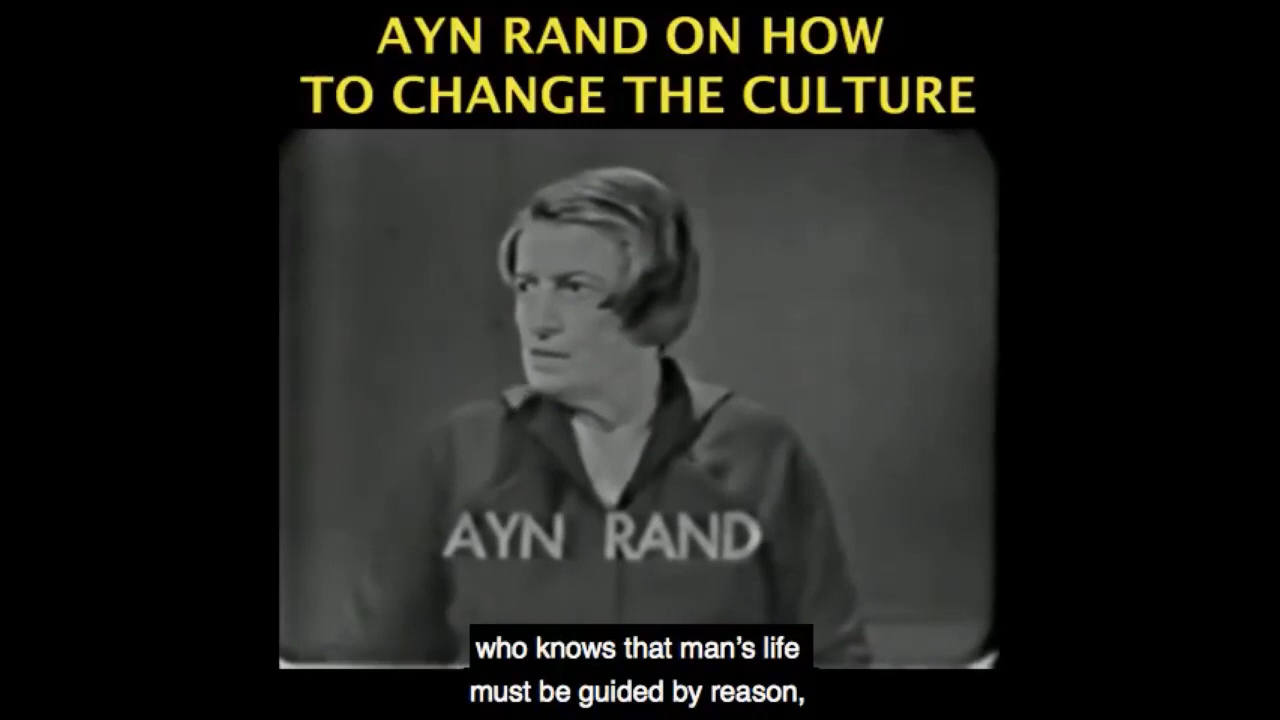 AYN RAND ON HOW
TO CHANGE THE CULTURE
AYN RAND
who knows that man's life
must be guided by reason,